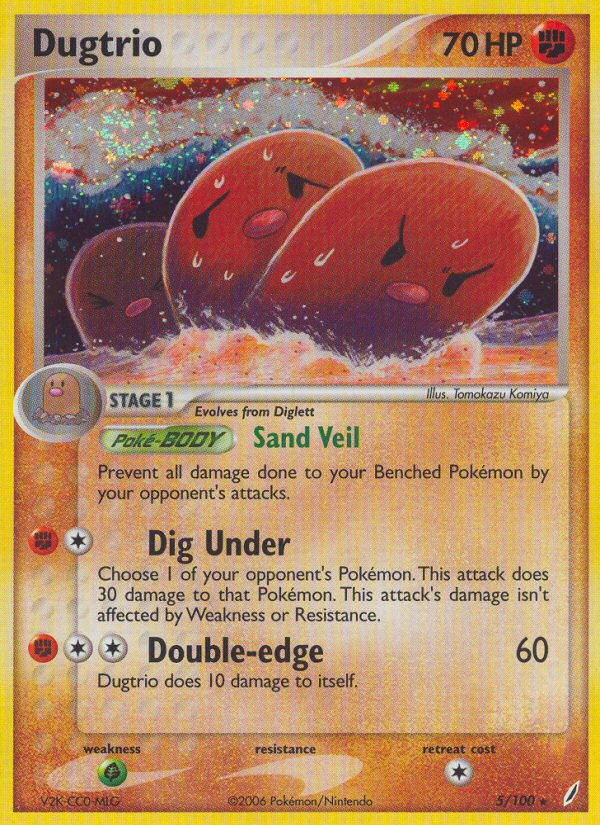 Dugtrio
70 HP
Illus. Tomokazu Komiya
STAGE 1
Evolves from Diglett
Poké-BODY Sand Veil
Prevent all damage done to your Benched Pokémon by
your opponent's attacks.
Dig Under
Choose 1 of your opponent's Pokémon. This attack does
30 damage to that Pokémon. This attack's damage isn't
affected by Weakness or Resistance.
Double-edge 60
Dugtrio does 10 damage to itself.
weakness resistance retreat cost
V2K-CC0-MLG ©2006 Pokémon/Nintendo 5/100 ★